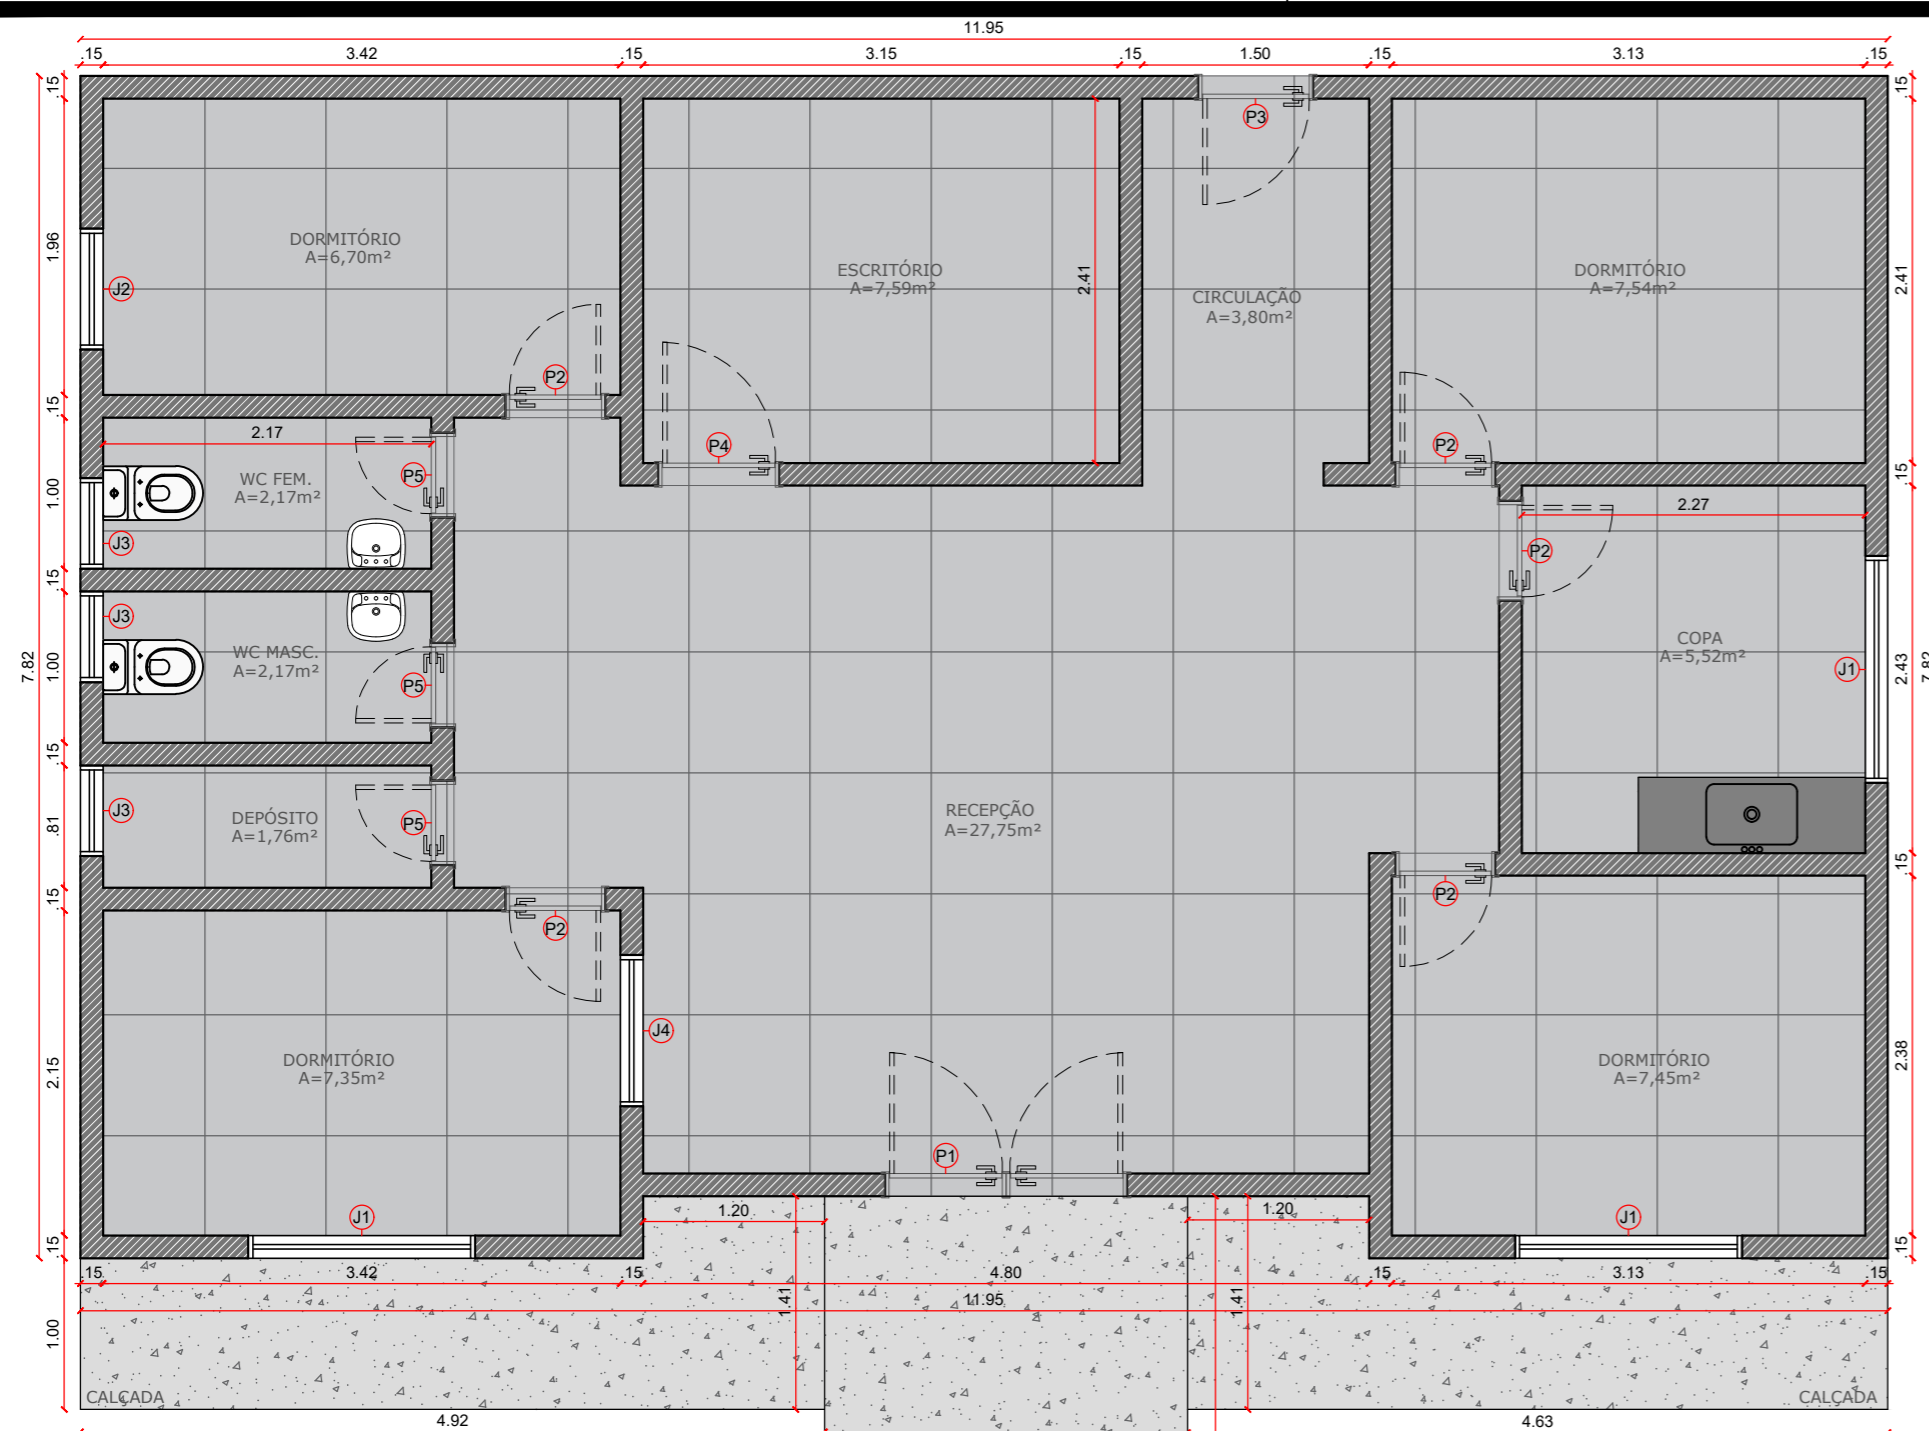 11.95
.15 3.42 .15 3.15 .15 1.50 .15 3.13 .15
.15 .15
P3
1.96
DORMITÓRIO
A=6,70m²
ESCRITÓRIO
A=7,59m²
2.41
CIRCULAÇÃO
A=3,80m²
DORMITÓRIO
A=7,54m²
2.41
J2
P2
.15
2.17
P4
P2
P5
WC FEM.
A=2,17m²
1.00
.15
2.27
J3
P2
.15
J3
WC MASC.
A=2,17m²
1.00
7.82
P5
COPA
A=5,52m²
J1
2.43
7.82
.15
J3
DEPÓSITO
A=1,76m²
.81
P5
RECEPÇÃO
A=27,75m²
.15
.15
P2
P2
J4
DORMITÓRIO
A=7,35m²
2.15
DORMITÓRIO
A=7,45m²
2.38
P1
J1
1.20
1.20
J1
.15 .15
.15 3.42 .15 4.80 .15 3.13 .15
11.95
1.41
1.41
1.00
CALÇADA
CALÇADA
4.92
4.63